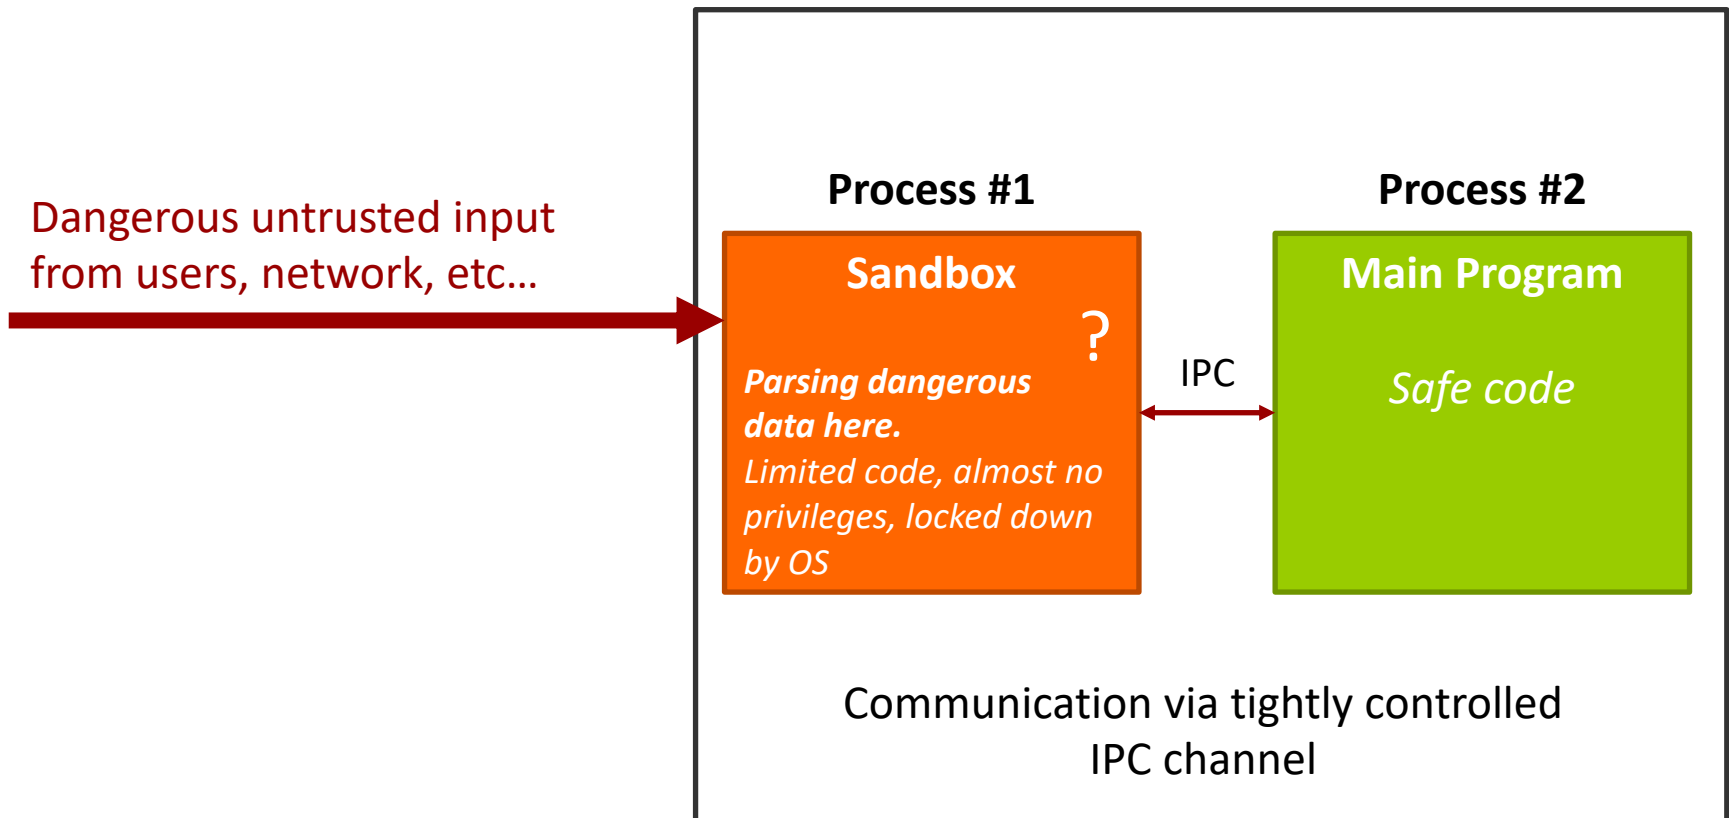 Dangerous untrusted input
from users, network, etc…
Process #1
Sandbox
?
Parsing dangerous
data here.
Limited code, almost no
privileges, locked down
by OS
IPC
Process #2
Main Program
Safe code
Communication via tightly controlled
IPC channel